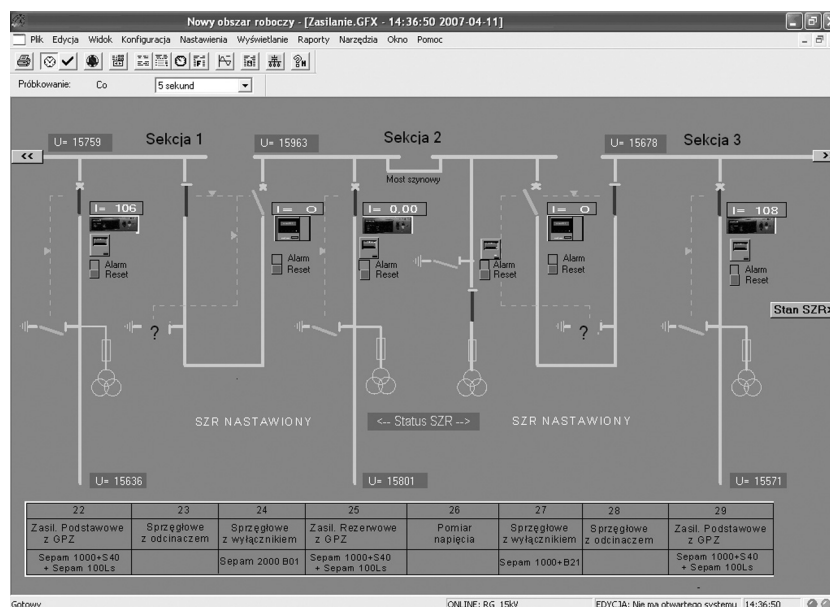 Nowy obszar roboczy - [Zasilanie.GFX - 14:36:50 2007-04-11]
Plik Edycja Widok Konfiguracja Nastawienia Wyświetlanie Raporty Narzędzia Okno Pomoc
Próbkowanie: Co 5 sekund
U= 15759 Sekcja 1 U= 15963 Sekcja 2 U= 15678 Sekcja 3
<< >
Most szynowy
I= 106 I= 0 I= 0.00 I= 0 I= 108
Alarm Alarm Alarm Alarm Alarm Alarm
Reset Reset Reset Reset Reset Reset
Stan SZR>
? ?
SZR NASTAWIONY <-- Status SZR --> SZR NASTAWIONY
U= 15636 U= 15801 U= 15571
22 23 24 25 26 27 28 29
Zasil. Podstawowe z GPZ Sprzęgłowe z odcinaczem Sprzęgłowe z wyłącznikiem Zasil. Rezerwowe z GPZ Pomiar napięcia Sprzęgłowe z wyłącznikiem Sprzęgłowe z odcinaczem Zasil. Podstawowe z GPZ
Sepam 1000+S40 + Sepam 100Ls Sepam 2000 B01 Sepam 1000+S40 + Sepam 100Ls Sepam 1000+B21 Sepam 1000+S40 + Sepam 100Ls
Gotowy ONLINE: RG_15kV EDYCJA: Nie ma otwartego systemu 14:36:50